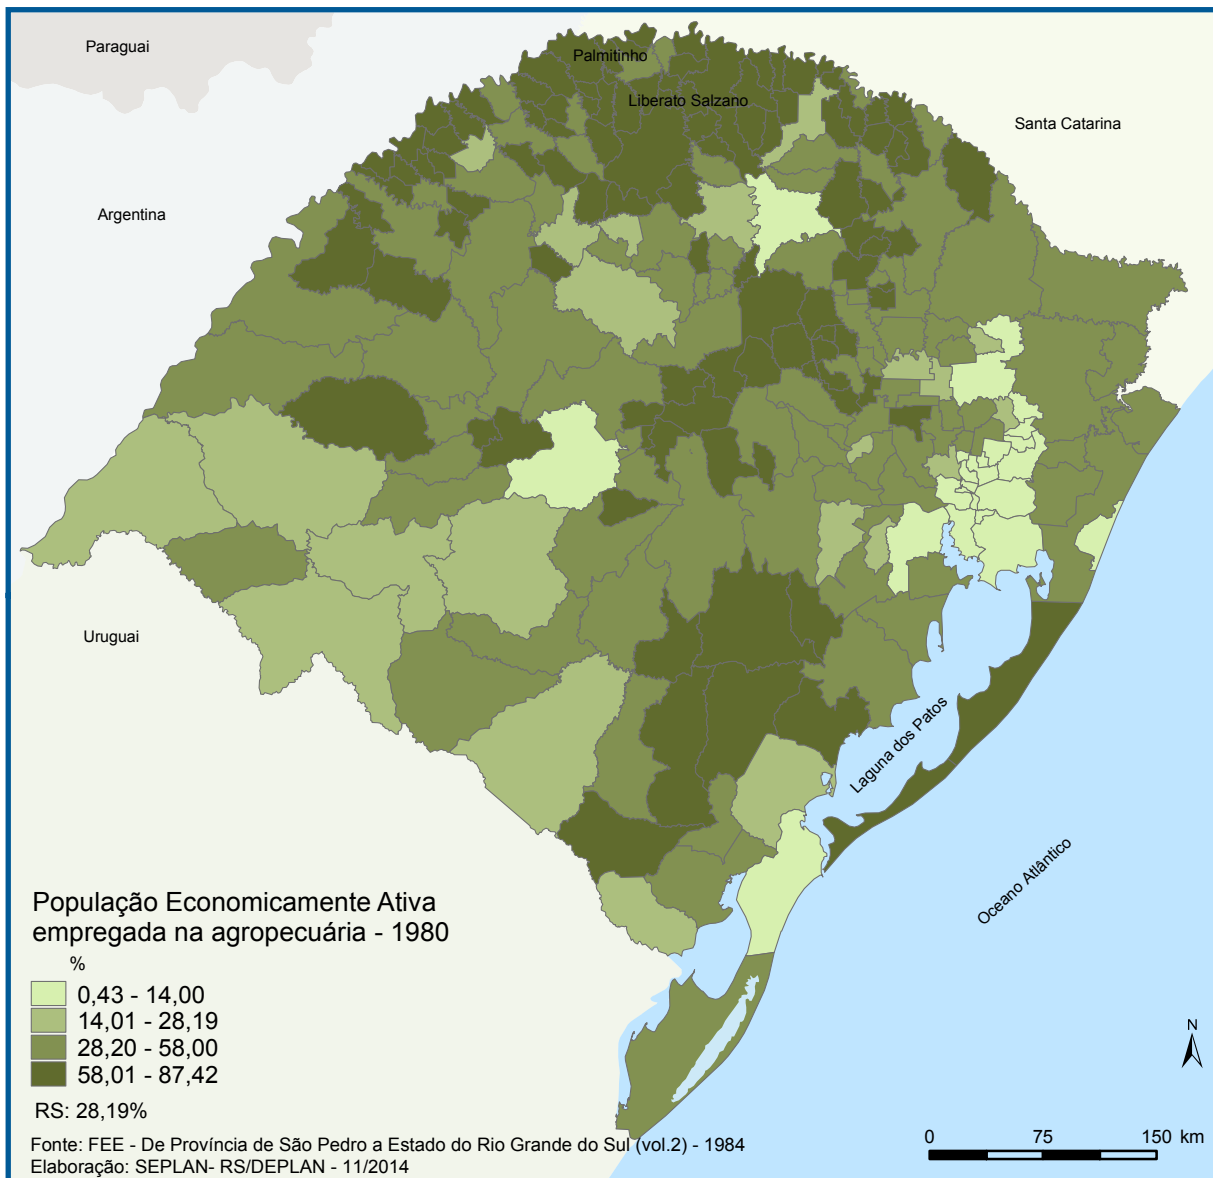 Paraguai
Palmitinho
Liberato Salzano
Santa Catarina
Argentina
Uruguai
Laguna dos Patos
Oceano Atlântico
População Economicamente Ativa
empregada na agropecuária - 1980
%
0,43 - 14,00
14,01 - 28,19
28,20 - 58,00
58,01 - 87,42
RS: 28,19%
N
0 75 150 km
Fonte: FEE - De Província de São Pedro a Estado do Rio Grande do Sul (vol.2) - 1984
Elaboração: SEPLAN- RS/DEPLAN - 11/2014